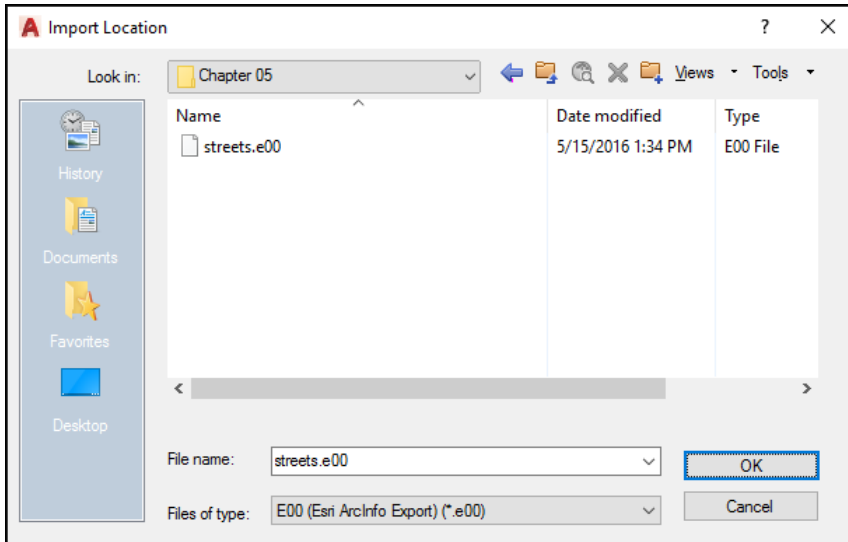 Import Location
Look in:
Chapter 05
Views
Tools
Name
Date modified
Type
streets.e00
5/15/2016 1:34 PM
E00 File
History
Documents
Favorites
Desktop
File name:
streets.e00
OK
Files of type:
E00 (Esri ArcInfo Export) (*.e00)
Cancel